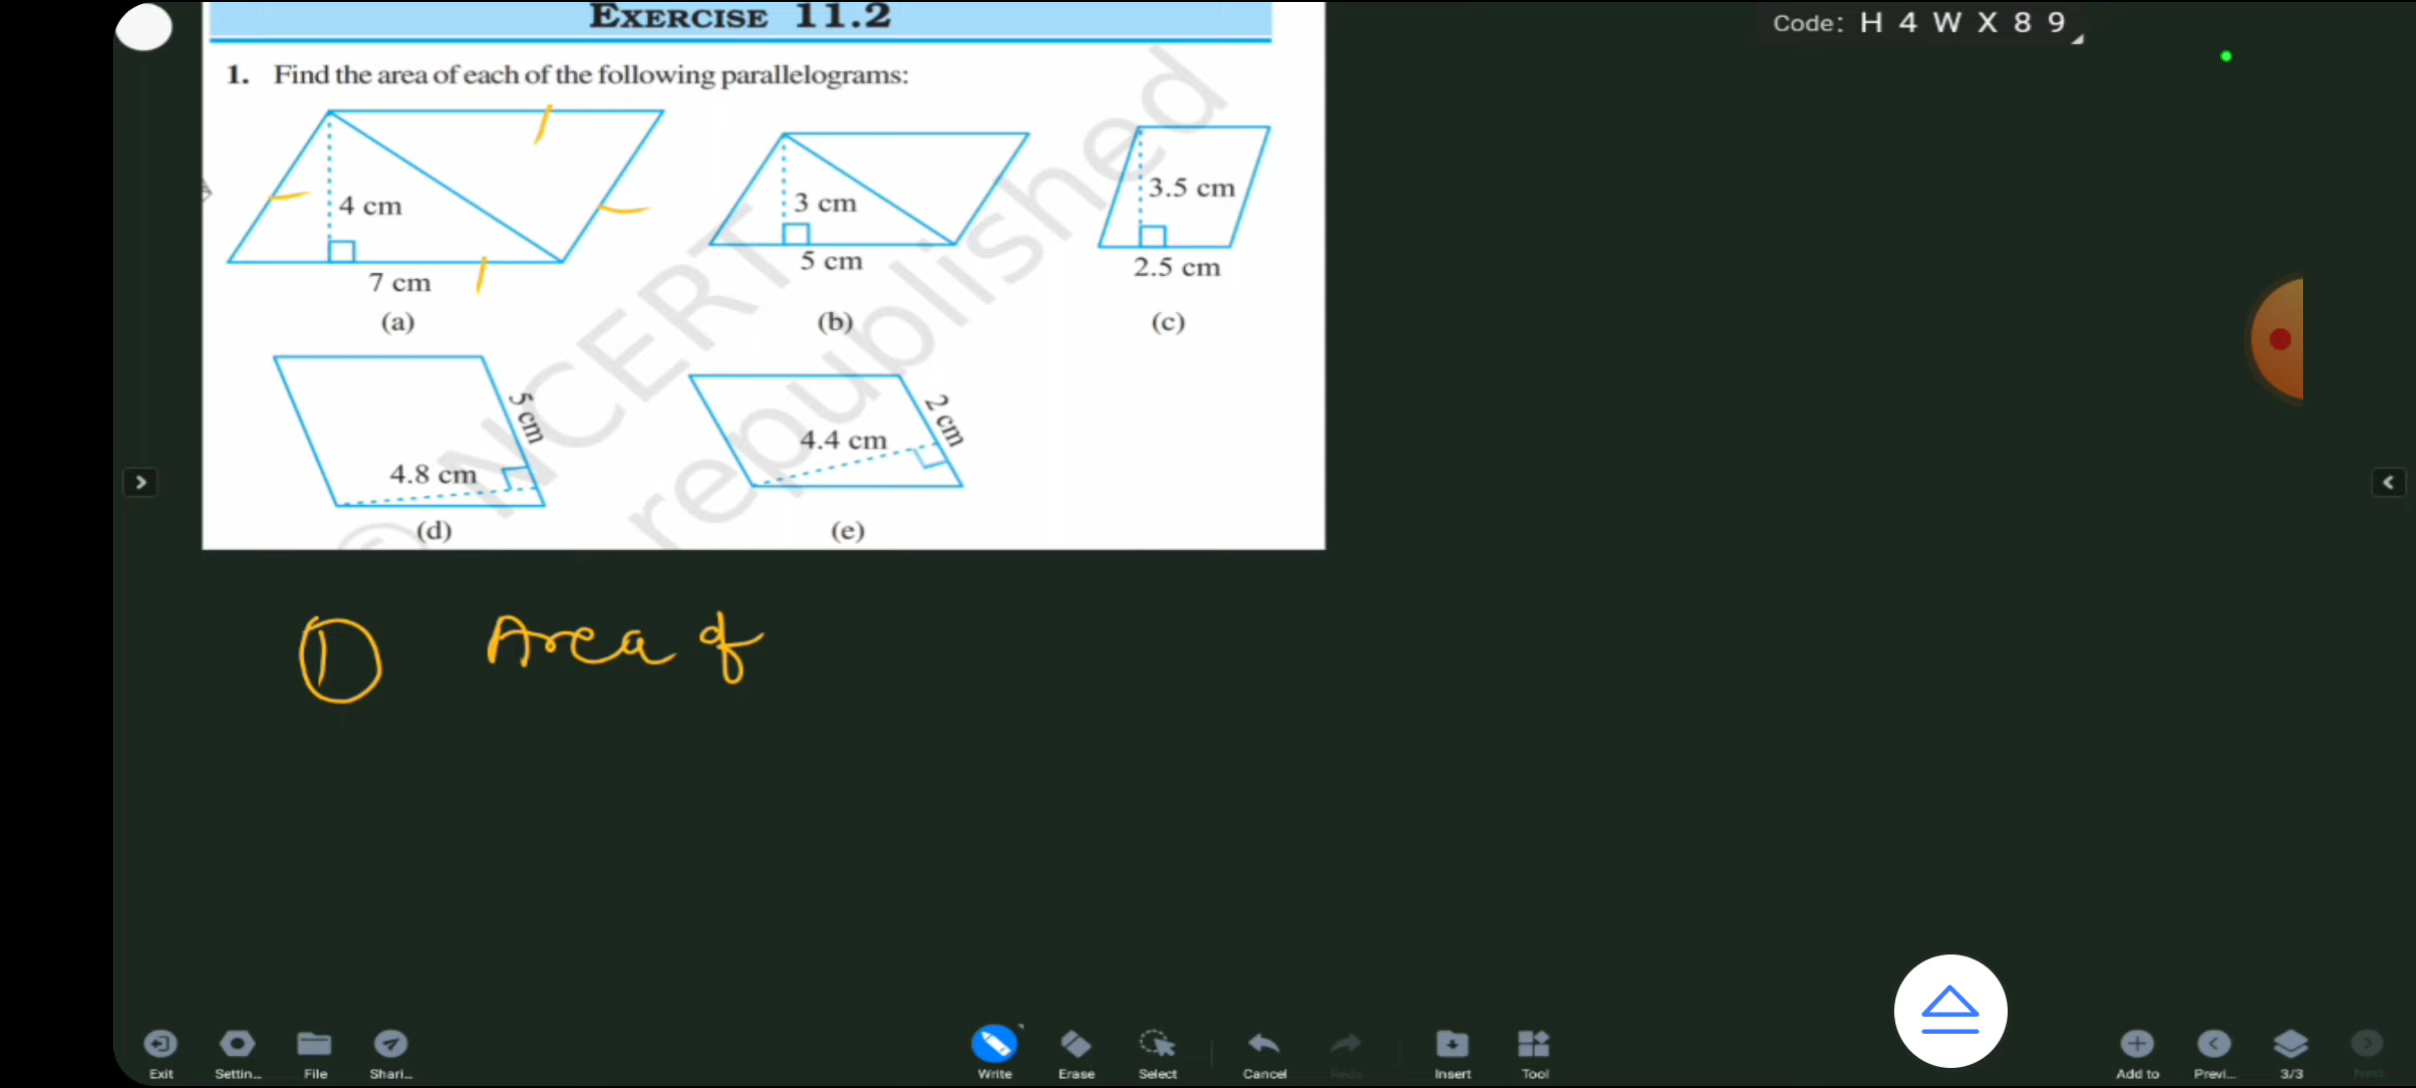 EXERCISE 11.2
Code: H 4 W X 8 9
1. Find the area of each of the following parallelograms:
4 cm
7 cm
(a)
3 cm
5 cm
(b)
3.5 cm
2.5 cm
(c)
5 cm
4.8 cm
(d)
2 cm
4.4 cm
(e)
© NCERT
republished
1 Area of
Exit Settin... File Shari... Write Erase Select Cancel Redo Insert Tool Add to Previ... 3/3 Next